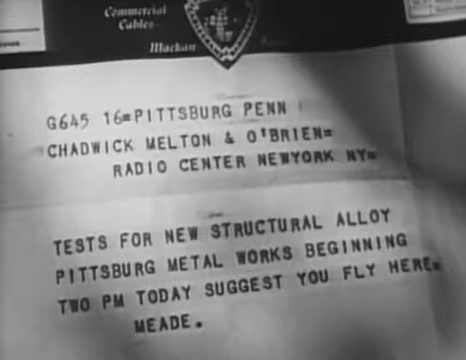 Commercial
Cables
Mackay
G645 16=PITTSBURG PENN
CHADWICK MELTON & O'BRIEN=
RADIO CENTER NEWYORK NY=
TESTS FOR NEW STRUCTURAL ALLOY
PITTSBURG METAL WORKS BEGINNING
TWO PM TODAY SUGGEST YOU FLY HERE=
MEADE.